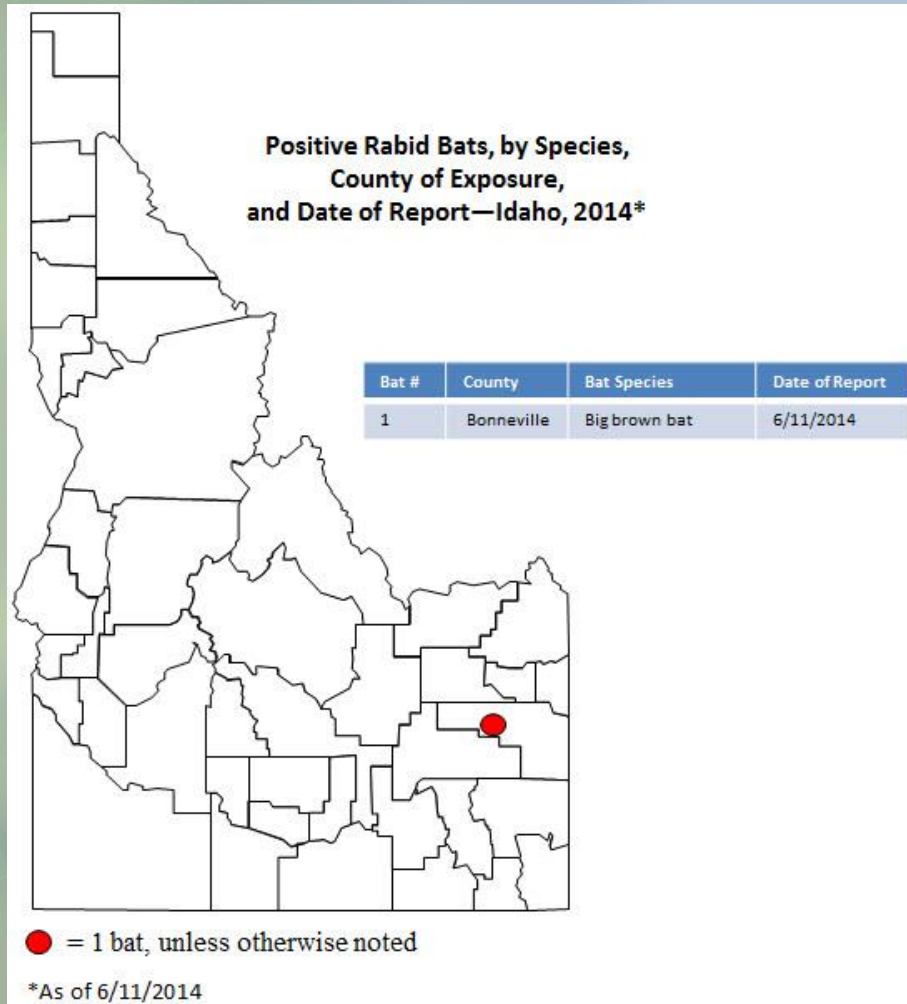 Positive Rabid Bats, by Species,
County of Exposure,
and Date of Report—Idaho, 2014*
Bat # County Bat Species Date of Report
1 Bonneville Big brown bat 6/11/2014
= 1 bat, unless otherwise noted
*As of 6/11/2014